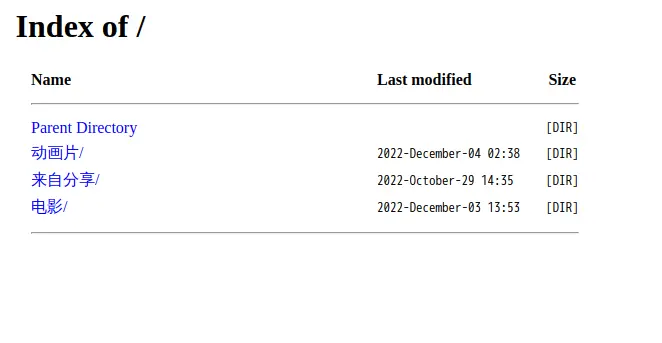 Index of /
Name Last modified Size
Parent Directory [DIR]
动画片/ 2022-December-04 02:38 [DIR]
来自分享/ 2022-October-29 14:35 [DIR]
电影/ 2022-December-03 13:53 [DIR]